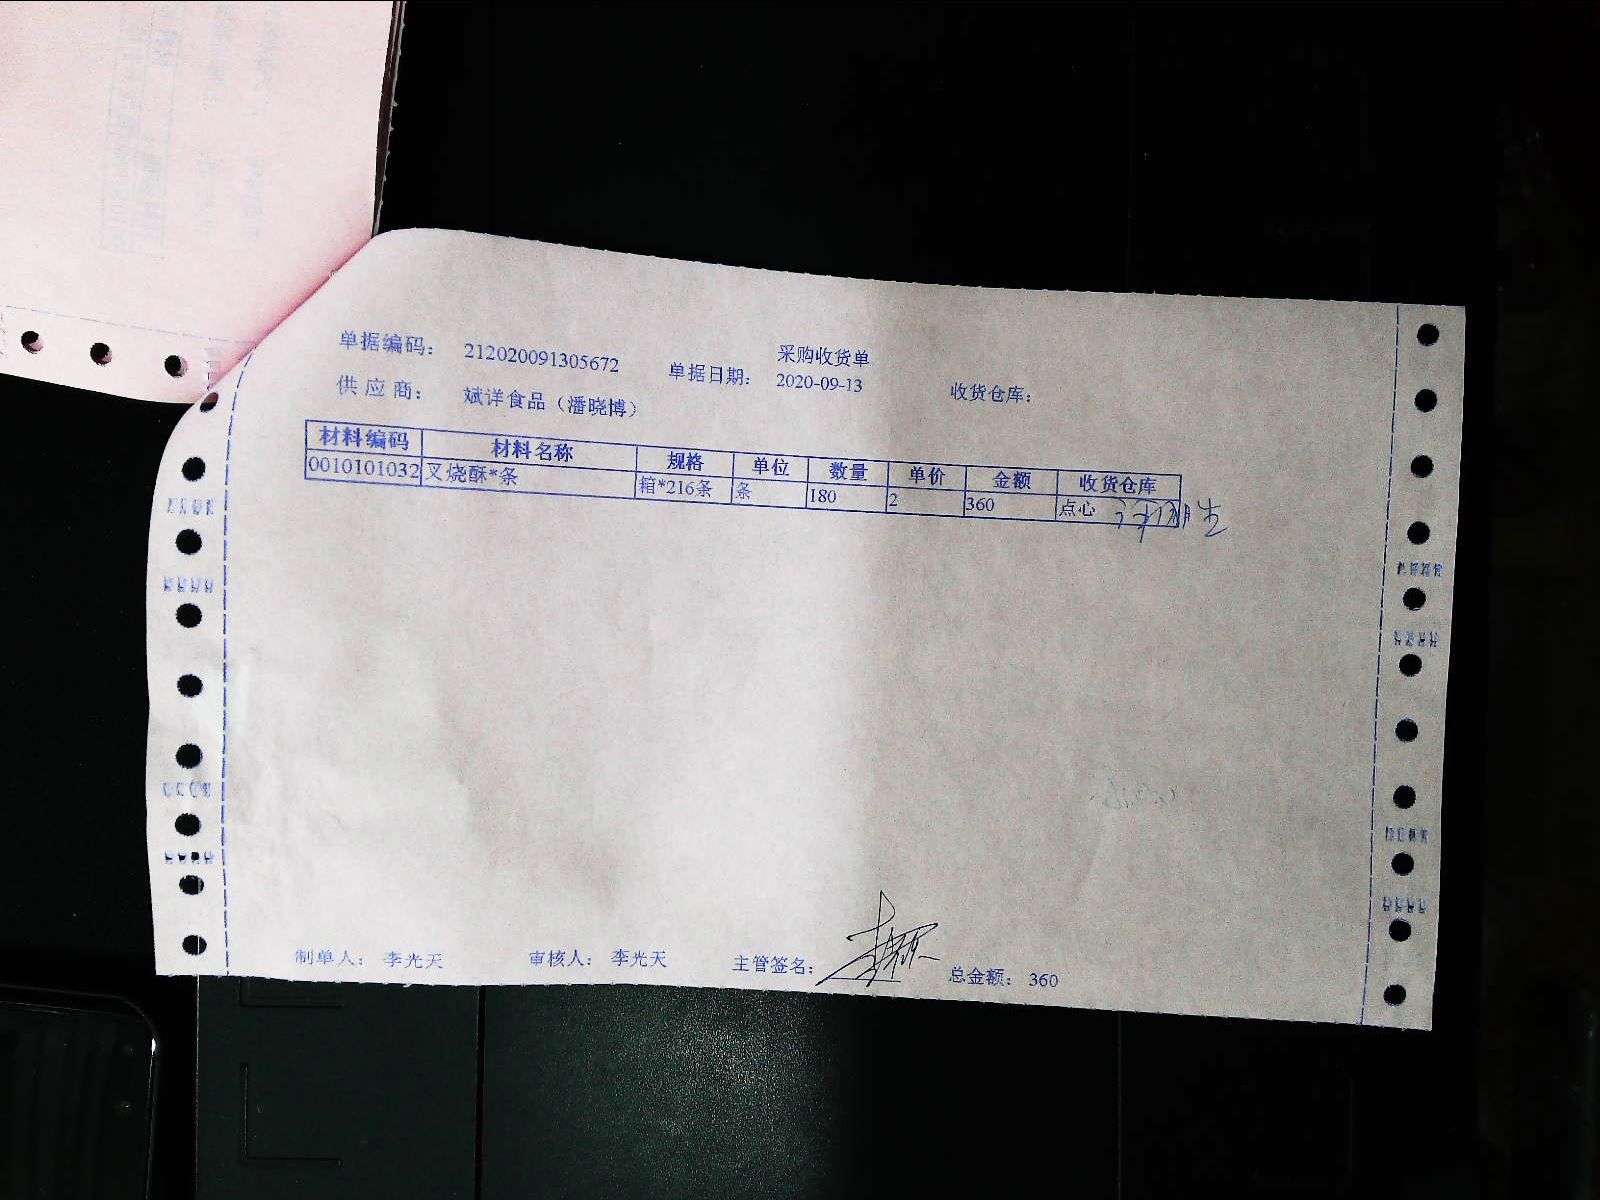 采购收货单
单据编码： 212020091305672 单据日期： 2020-09-13 收货仓库：
供应商： 斌洋食品（潘晓博）
材料编码 材料名称 规格 单位 数量 单价 金额 收货仓库
0010101032 叉烧酥*条 箱*216条 条 180 2 360 点心
制单人： 李光天 审核人： 李光天 主管签名： 总金额： 360